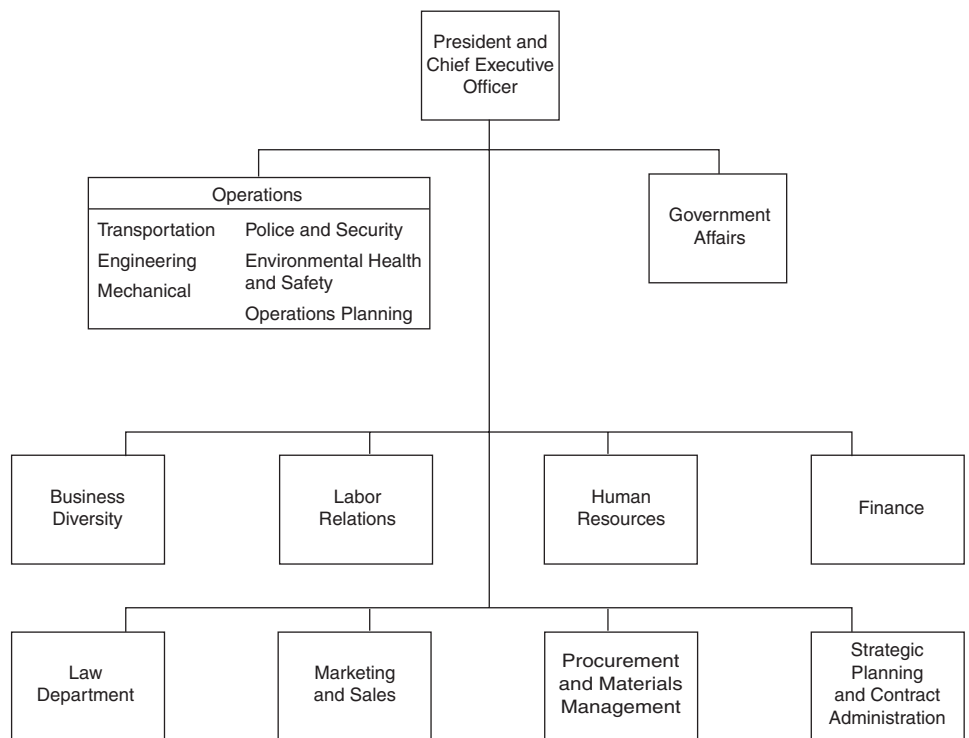 President and
Chief Executive
Officer
Operations
Transportation
Engineering
Mechanical
Police and Security
Environmental Health
and Safety
Operations Planning
Government
Affairs
Business
Diversity
Labor
Relations
Human
Resources
Finance
Law
Department
Marketing
and Sales
Procurement
and Materials
Management
Strategic
Planning
and Contract
Administration